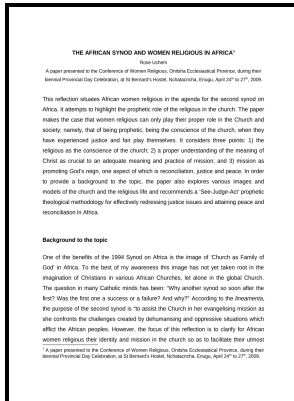 THE AFRICAN SYNOD AND WOMEN RELIGIOUS IN AFRICA¹
Rose Uchem
A paper presented to the Conference of Women Religious, Onitsha Ecclesiastical Province, during their
biennial Provincial Day Celebration, at St Bernard's Hostel, Nchatacncha, Enugu, April 24th to 27th, 2009.
This reflection situates African women religious in the agenda for the second synod on
Africa. It attempts to highlight the prophetic role of the religious in the church. The paper
makes the case that women religious can only play their proper role in the Church and
society; namely, that of being prophetic, being the conscience of the church, when they
have experienced justice and fair play themselves. It considers three points: 1) the
religious as the conscience of the church; 2) a proper understanding of the meaning of
Christ as crucial to an adequate meaning and practice of mission; and 3) mission as
promoting God's reign, one aspect of which is reconciliation, justice and peace. In order
to provide a background to the topic, the paper also explores various images and
models of the church and the religious life and recommends a 'See-Judge-Act' prophetic
theological methodology for effectively redressing justice issues and attaining peace and
reconciliation in Africa.
Background to the topic
One of the benefits of the 1994 Synod on Africa is the image of 'Church as Family of
God' in Africa. To the best of my awareness this image has not yet taken root in the
imagination of Christians in various African Churches, let alone in the global Church.
The question in many Catholic minds has been: "Why another synod so soon after the
first? Was the first one a success or a failure? And why?" According to the lineamenta,
the purpose of the second synod is "to assist the Church in her evangelising mission as
she confronts the challenges created by dehumanising and oppressive situations which
afflict the African peoples. However, the focus of this reflection is to clarify for African
women religious their identity and mission in the church so as to facilitate their utmost
¹ A paper presented to the Conference of Women Religious, Onitsha Ecclesiastical Province, during their
biennial Provincial Day Celebration, at St Bernard's Hostel, Nchatacncha, Enugu, April 24th to 27th, 2009.